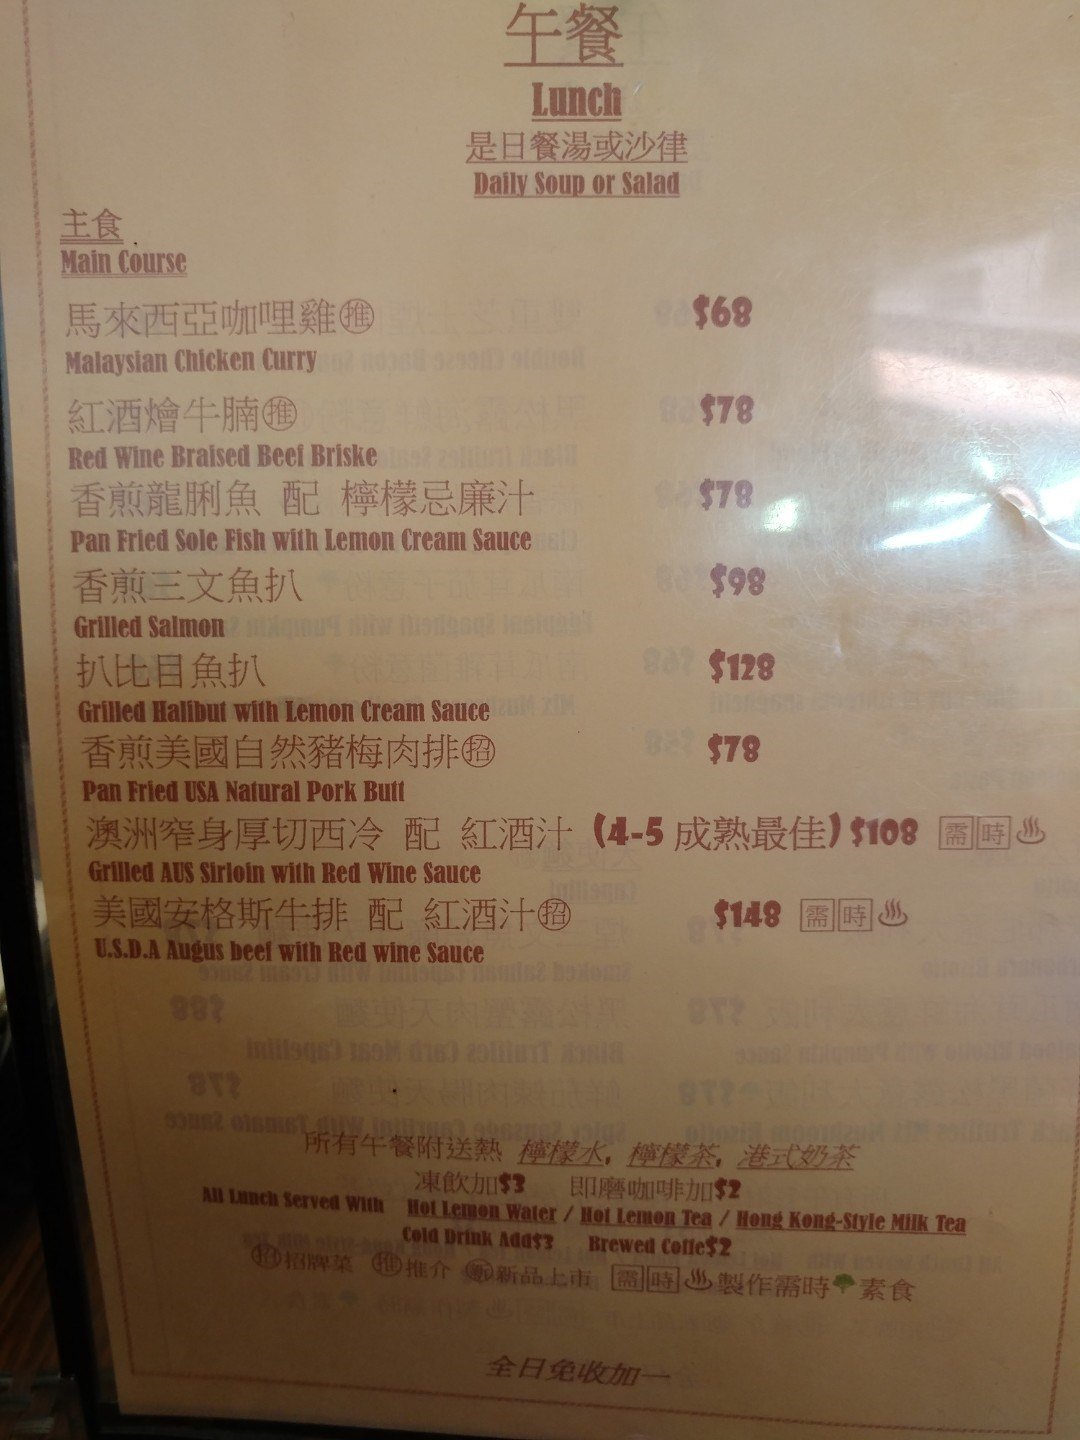 午餐
Lunch
是日餐湯或沙律
Daily Soup or Salad
主食
Main Course
馬來西亞咖哩雞㊟推 $68
Malaysian Chicken Curry
紅酒燴牛腩推 $78
Red Wine Braised Beef Briske
香煎龍脷魚 配 檸檬忌廉汁 $78
Pan Fried Sole Fish with Lemon Cream Sauce
香煎三文魚扒 $98
Grilled Salmon
扒比目魚扒 $128
Grilled Halibut with Lemon Cream Sauce
香煎美國自然豬梅肉排招 $78
Pan Fried USA Natural Pork Butt
澳洲窄身厚切西冷 配 紅酒汁 (4-5 成熟最佳) $108 需時♨
Grilled AUS Sirloin with Red Wine Sauce
美國安格斯牛排 配 紅酒汁招 $148 需時♨
U.S.D.A Augus beef with Red wine Sauce
所有午餐附送熱 檸檬水, 檸檬茶, 港式奶茶
凍飲加$3 即磨咖啡加$2
All Lunch Served With Hot Lemon Water / Hot Lemon Tea / Hong Kong-Style Milk Tea
Cold Drink Add$3 Brewed Coffe$2
招招牌菜 推推介 新新品上市 需時♨製作需時 素食
全日免收加一